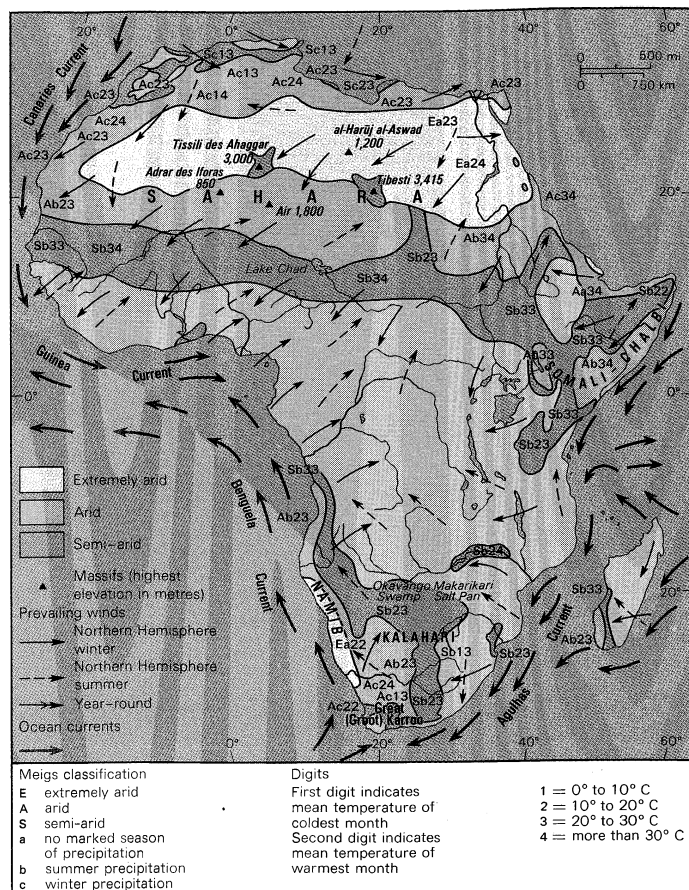 20°
0°
20°
40°
60°
500 mi
750 km
Sc13
Sc13
Canaries Current
Ac23
Ac13
Ac24
Ac23
Sc23
Ac23
Ac23
Ac14
Ac23
Ac24
Ac23
Ac23
Ea23
al-Harūj al-Aswad
1,200
Tissili des Ahaggar
3,000
Ea24
Adrar des Iforas
850
Tibesti 3,415
S A H A R A
Air 1,800
Ab23
Ac34
Sb33
Sb34
Sb23
Ab34
Lake Chad
Sb34
Sb33
Aa34
Sb22
Sb33
Guinea
Current
Ab33
Ab34
SOMALI-CHALBI
0°
0°
Sb33
Sb23
Sb33
Ab23
Benguela
Current
Extremely arid
Arid
Semi-arid
Massifs (highest
elevation in metres)
Prevailing winds
Northern Hemisphere
winter
Northern Hemisphere
summer
Year-round
Ocean currents
Sb24
Okavango
Swamp
Makarikari
Salt Pan
20°
NAMIB
Sb23
Sb33
Ea22
KALAHARI
Sb13
Sb23
Ab23
Ab23
Current
Agulhas
Ac24
Ac13
Sb23
Ac22
Great
(Groot) Karroo
0°
20°
40°
60°
Meigs classification
E extremely arid
A arid
S semi-arid
a no marked season
of precipitation
b summer precipitation
c winter precipitation
Digits
First digit indicates
mean temperature of
coldest month
Second digit indicates
mean temperature of
warmest month
1 = 0° to 10° C
2 = 10° to 20° C
3 = 20° to 30° C
4 = more than 30° C